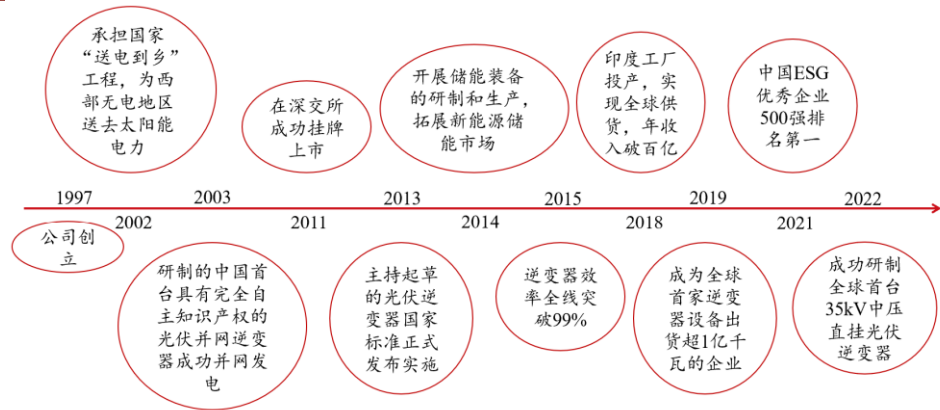 承担国家
“送电到乡”
工程，为西
部无电地区
送去太阳能
电力
在深交所
成功挂牌
上市
开展储能装备
的研制和生产，
拓展新能源储
能市场
印度工厂
投产，实
现全球供
货，年收
入破百亿
中国ESG
优秀企业
500强排
名第一
1997
2003
2013
2015
2019
2022
2002
2011
2014
2018
2021
公司创
立
研制的中国首
台具有完全自
主知识产权的
光伏并网逆变
器成功并网发
电
主持起草
的光伏逆
变器国家
标准正式
发布实施
逆变器效
率全线突
破99%
成为全球
首家逆变
器设备出
货超1亿千
瓦的企业
成功研制
全球首台
35kV中压
直挂光伏
逆变器